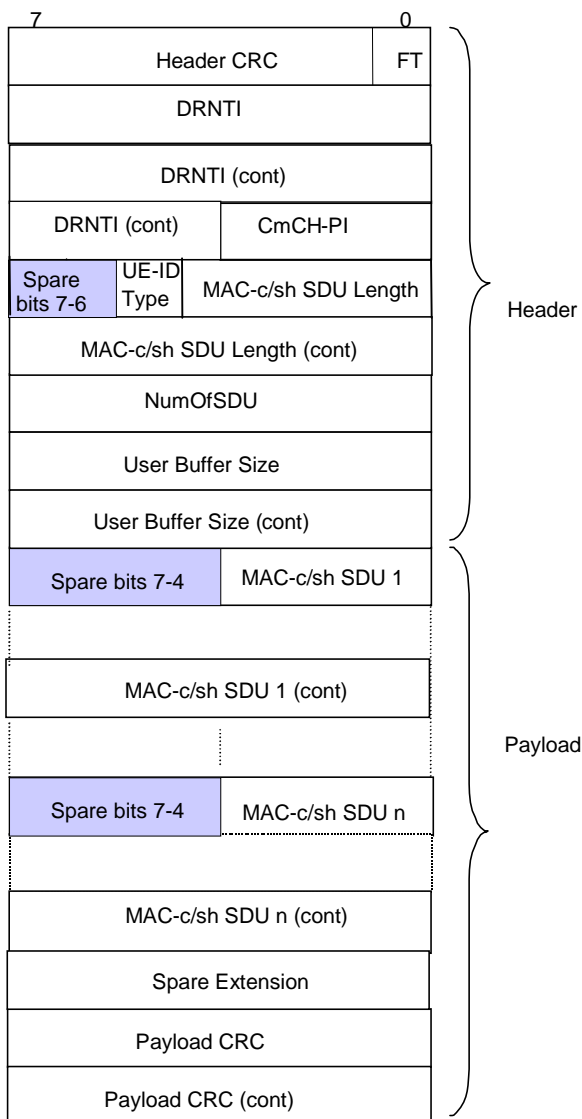 7 0
Header CRC FT
DRNTI
DRNTI (cont)
DRNTI (cont) CmCH-PI
Spare bits 7-6 UE-ID Type MAC-c/sh SDU Length
MAC-c/sh SDU Length (cont)
NumOfSDU
User Buffer Size
User Buffer Size (cont)
Header
Spare bits 7-4 MAC-c/sh SDU 1
MAC-c/sh SDU 1 (cont)
Payload
Spare bits 7-4 MAC-c/sh SDU n
MAC-c/sh SDU n (cont)
Spare Extension
Payload CRC
Payload CRC (cont)